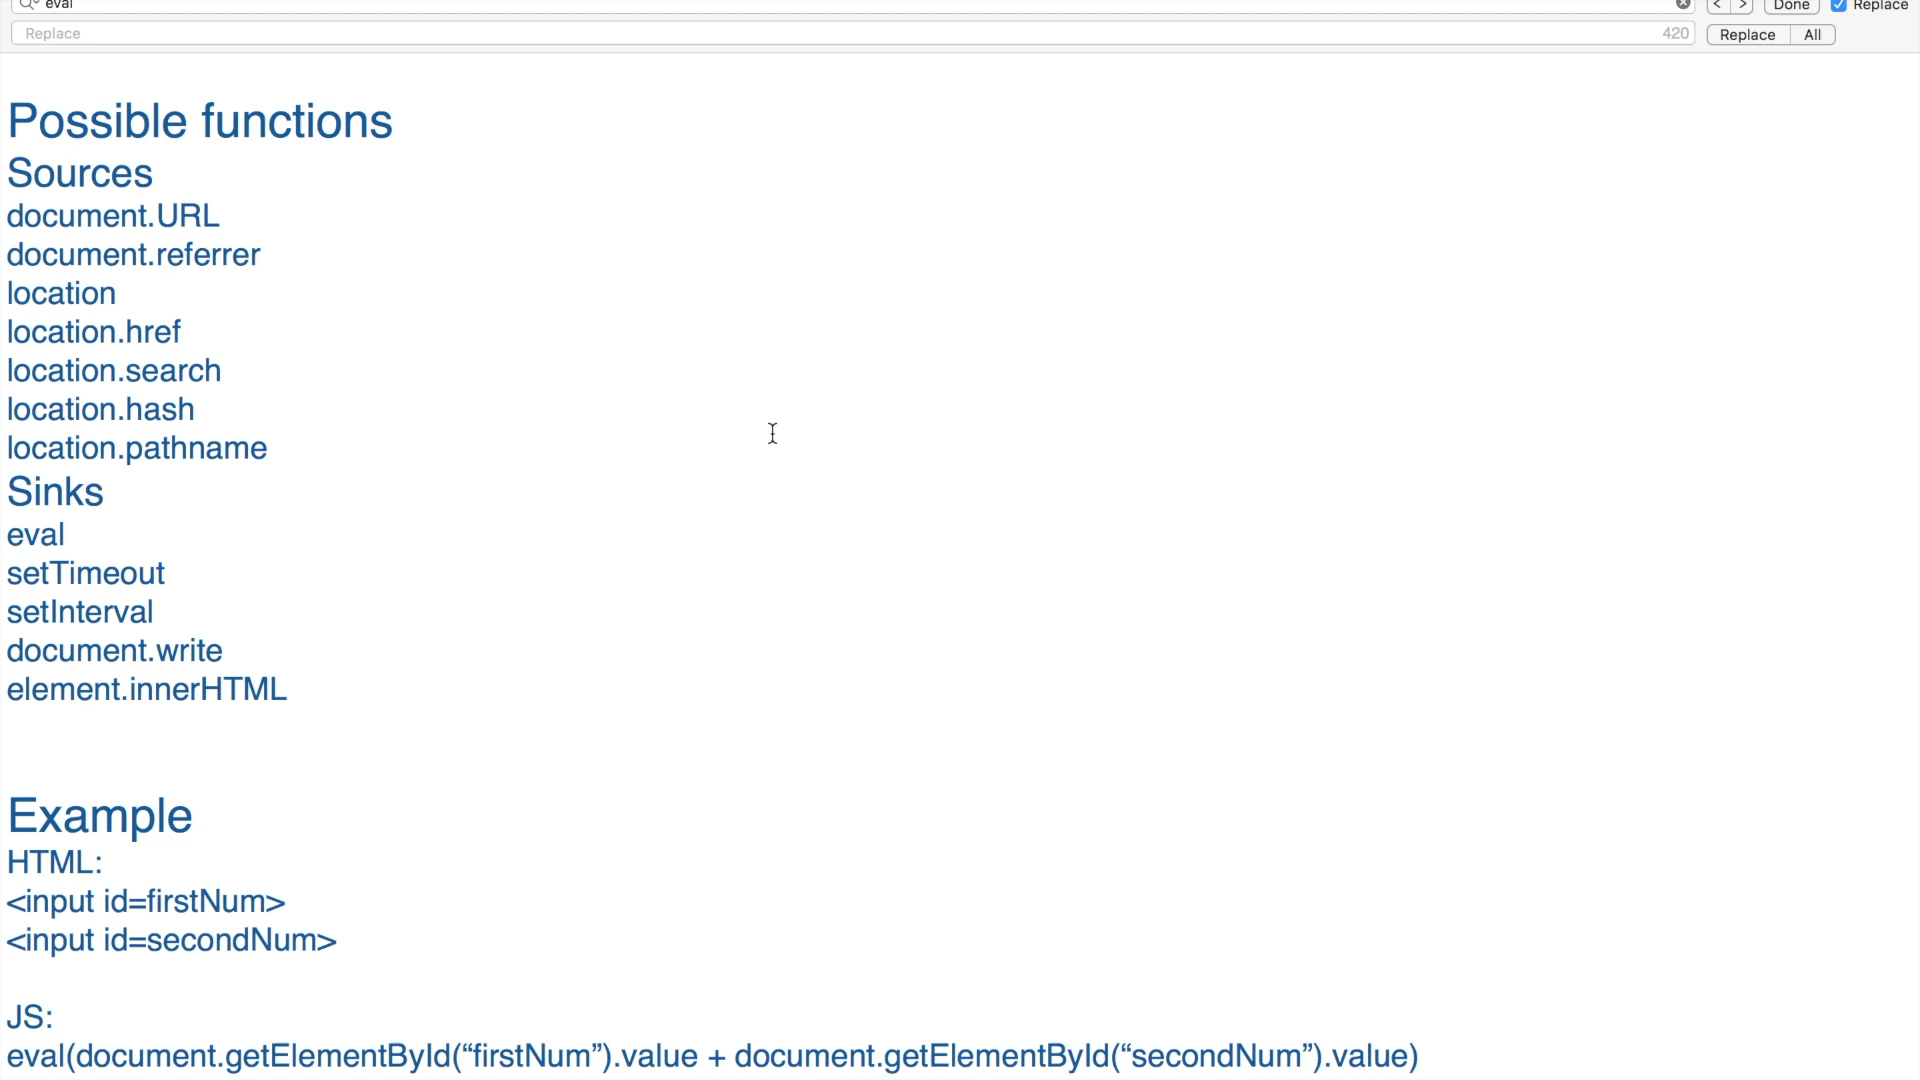 eval
Done
Replace
Replace
420
Replace
All
Possible functions
Sources
document.URL
document.referrer
location
location.href
location.search
location.hash
location.pathname
Sinks
eval
setTimeout
setInterval
document.write
element.innerHTML
Example
HTML:
<input id=firstNum>
<input id=secondNum>
JS:
eval(document.getElementById(“firstNum”).value + document.getElementById(“secondNum”).value)